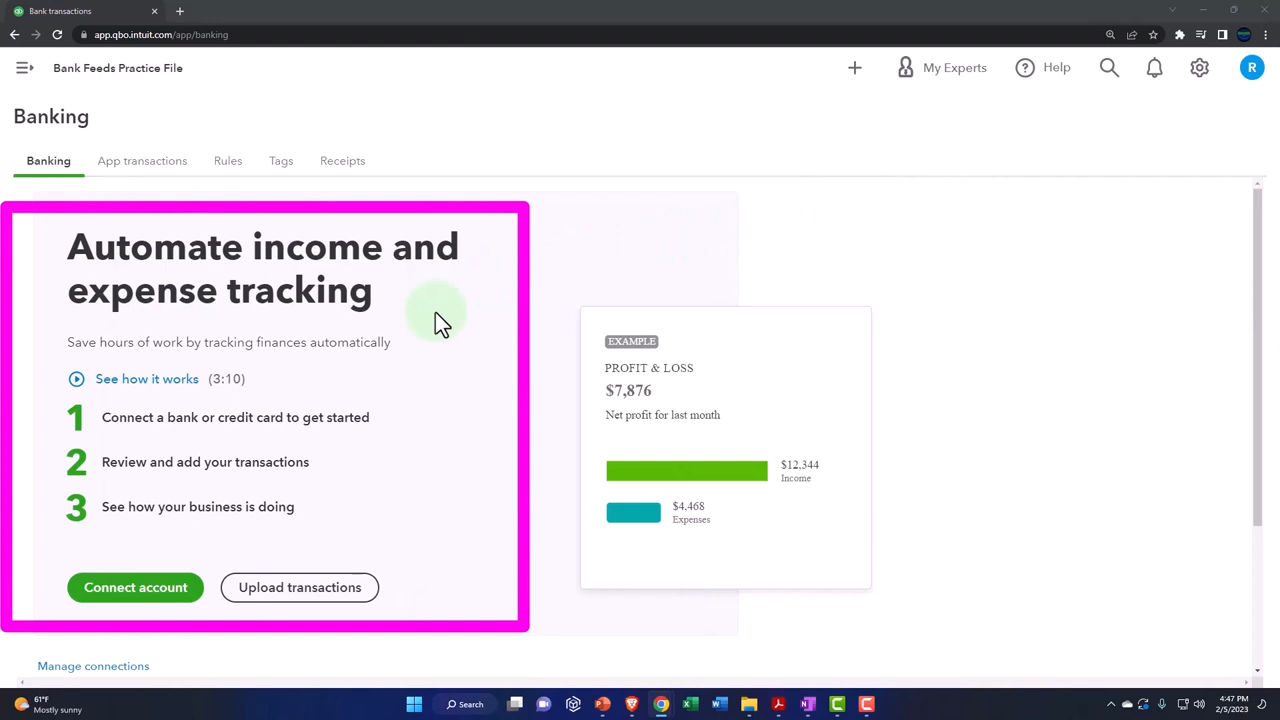 Bank transactions
app.qbo.intuit.com/app/banking
Bank Feeds Practice File
My Experts
Help
R
Banking
Banking
App transactions
Rules
Tags
Receipts
Automate income and
expense tracking
Save hours of work by tracking finances automatically
See how it works (3:10)
1 Connect a bank or credit card to get started
2 Review and add your transactions
3 See how your business is doing
Connect account
Upload transactions
EXAMPLE
PROFIT & LOSS
$7,876
Net profit for last month
$12,344
Income
$4,468
Expenses
Manage connections
61°F
Mostly sunny
Search
4:47 PM
2/5/2023